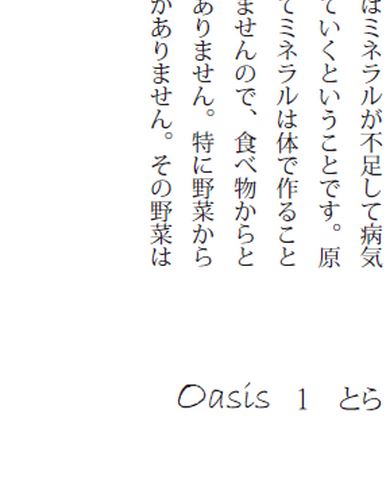 はミネラルが不足して病気
ていくということです。原
てミネラルは体で作ること
ませんので、食べ物からと
ありません。特に野菜から
がありません。その野菜は
Oasis 1 とら